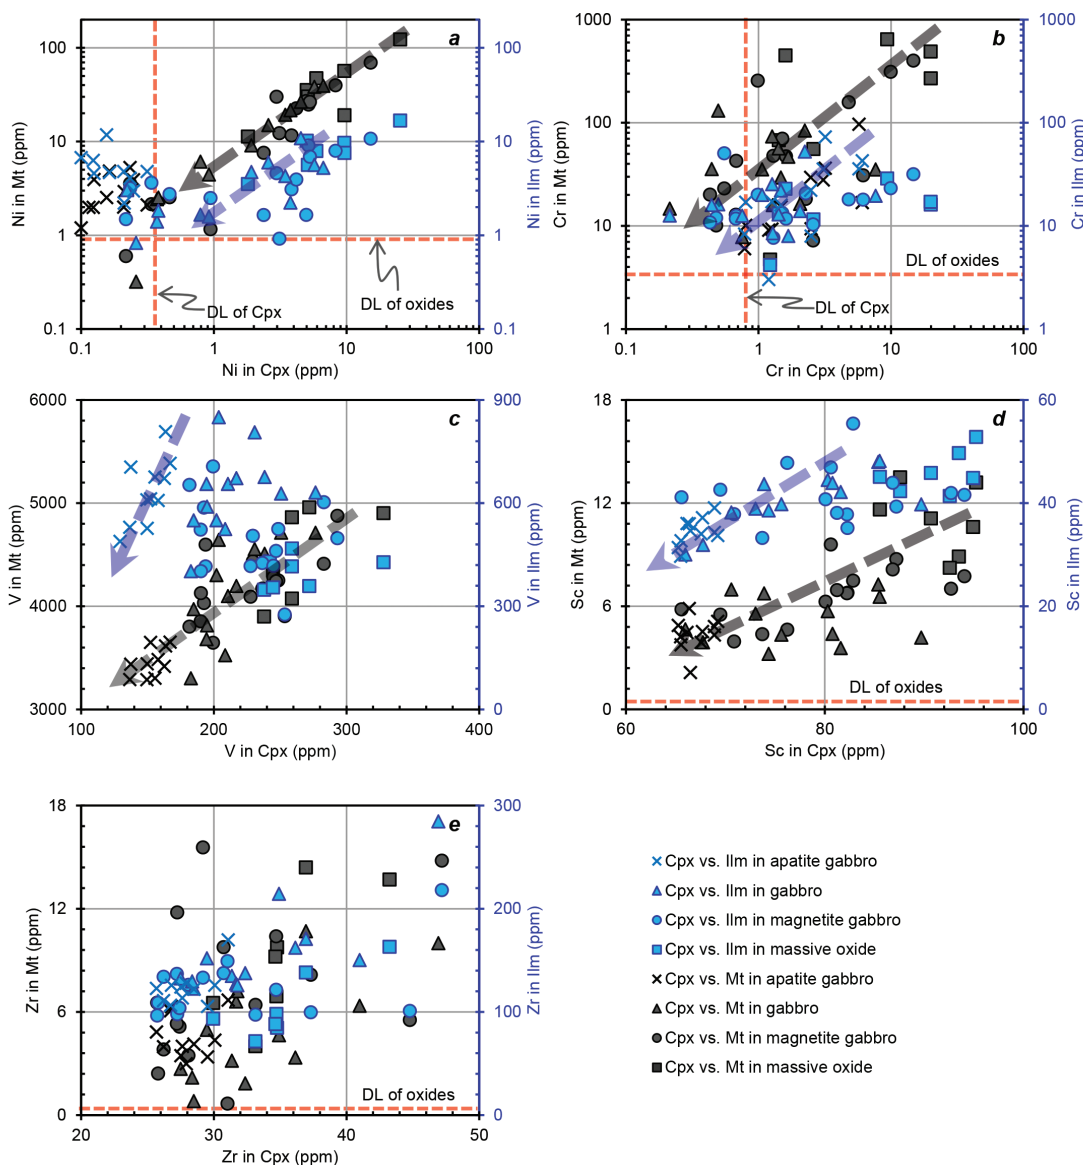 a
100
10
1
0.1
Ni in Mt (ppm)
100
10
1
0.1
Ni in Ilm (ppm)
DL of Cpx
DL of oxides
0.1 1 10 100
Ni in Cpx (ppm)
b
1000
100
10
1
Cr in Mt (ppm)
1000
100
10
1
Cr in Ilm (ppm)
DL of oxides
DL of Cpx
0.1 1 10 100
Cr in Cpx (ppm)
c
6000
5000
4000
3000
V in Mt (ppm)
900
600
300
0
V in Ilm (ppm)
100 200 300 400
V in Cpx (ppm)
d
18
12
6
0
Sc in Mt (ppm)
60
40
20
0
Sc in Ilm (ppm)
DL of oxides
60 80 100
Sc in Cpx (ppm)
e
18
12
6
0
Zr in Mt (ppm)
300
200
100
0
Zr in Ilm (ppm)
DL of oxides
20 30 40 50
Zr in Cpx (ppm)
Cpx vs. Ilm in apatite gabbro
Cpx vs. Ilm in gabbro
Cpx vs. Ilm in magnetite gabbro
Cpx vs. Ilm in massive oxide
Cpx vs. Mt in apatite gabbro
Cpx vs. Mt in gabbro
Cpx vs. Mt in magnetite gabbro
Cpx vs. Mt in massive oxide